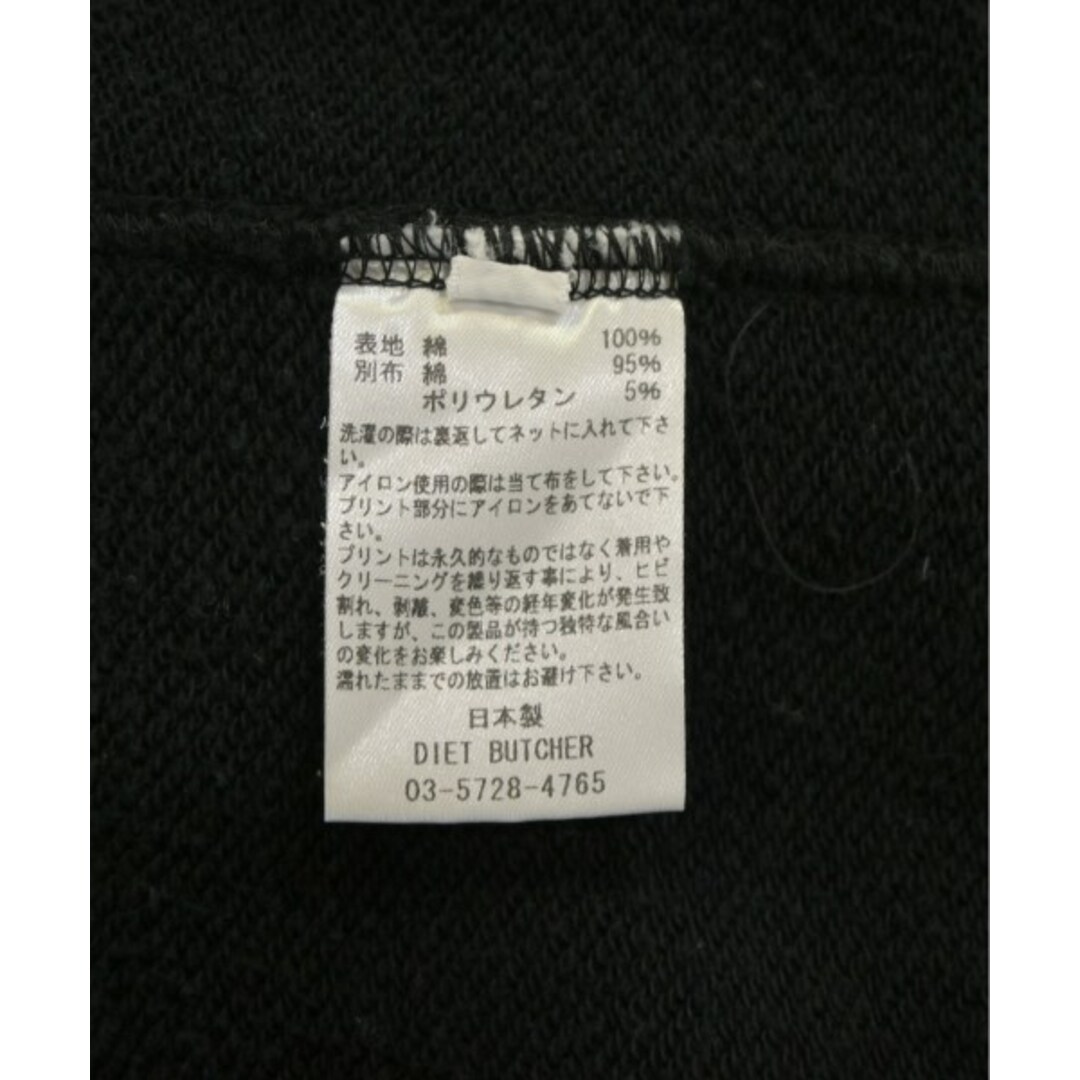 表地 綿 100%
別布 綿 95%
ポリウレタン 5%
洗濯の際は裏返してネットに入れて下さ
い。
アイロン使用の際は当て布をして下さい。
プリント部分にアイロンをあてないで下
さい。
プリントは永久的なものではなく着用や
クリーニングを繰り返す事により、ヒビ
割れ、剥離、変色等の経年変化が発生致
しますが、この製品が持つ独特な風合い
の変化をお楽しみください。
濡れたままでの放置はお避け下さい。
日本製
DIET BUTCHER
03-5728-4765